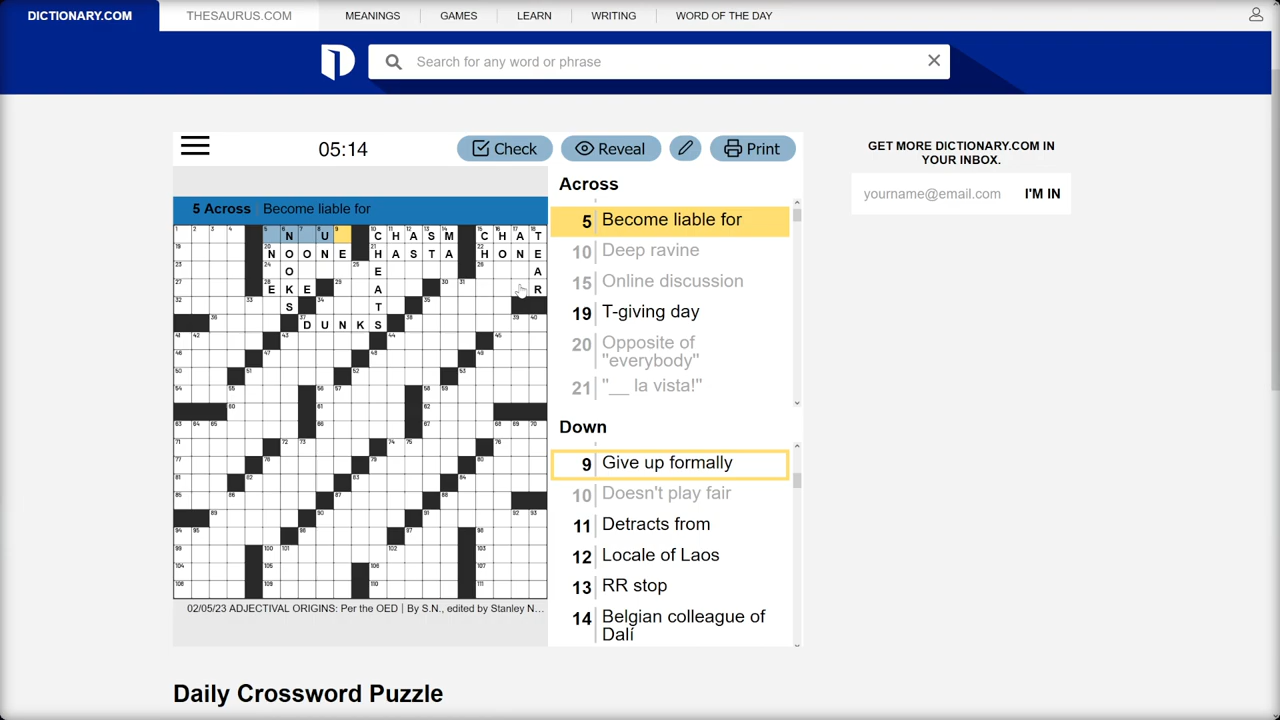 DICTIONARY.COM
THESAURUS.COM
MEANINGS
GAMES
LEARN
WRITING
WORD OF THE DAY
Search for any word or phrase
05:14
Check
Reveal
Print
5 Across
Become liable for
N U C H A S M C H A T
N O O N E H A S T A H O N E
O E A
E K E R
S T
D U N K S
02/05/23 ADJECTIVAL ORIGINS: Per the OED | By S.N., edited by Stanley N...
Across
5 Become liable for
10 Deep ravine
15 Online discussion
19 T-giving day
20 Opposite of
"everybody"
21 "__ la vista!"
Down
9 Give up formally
10 Doesn't play fair
11 Detracts from
12 Locale of Laos
13 RR stop
14 Belgian colleague of
Dalí
GET MORE DICTIONARY.COM IN
YOUR INBOX.
yourname@email.com
I'M IN
Daily Crossword Puzzle